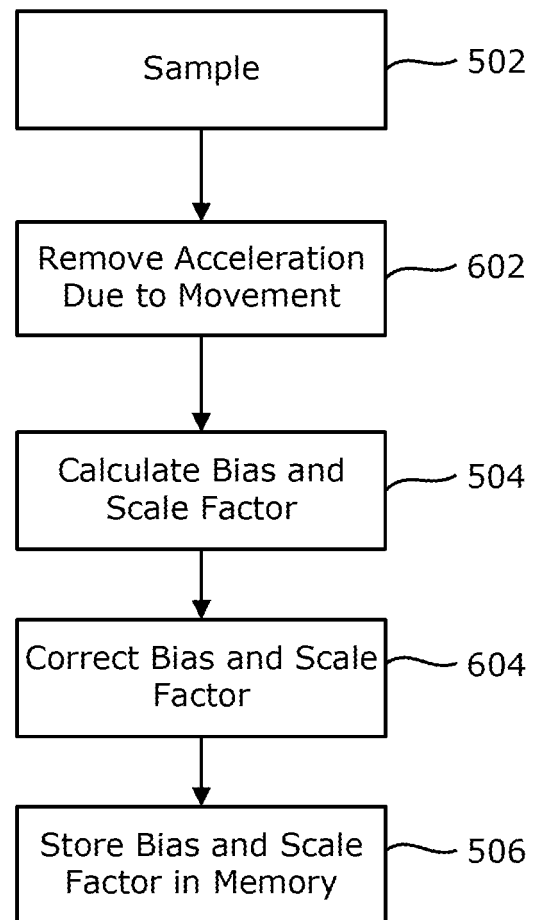 Sample
502
Remove Acceleration
Due to Movement
602
Calculate Bias and
Scale Factor
504
Correct Bias and Scale
Factor
604
Store Bias and Scale
Factor in Memory
506